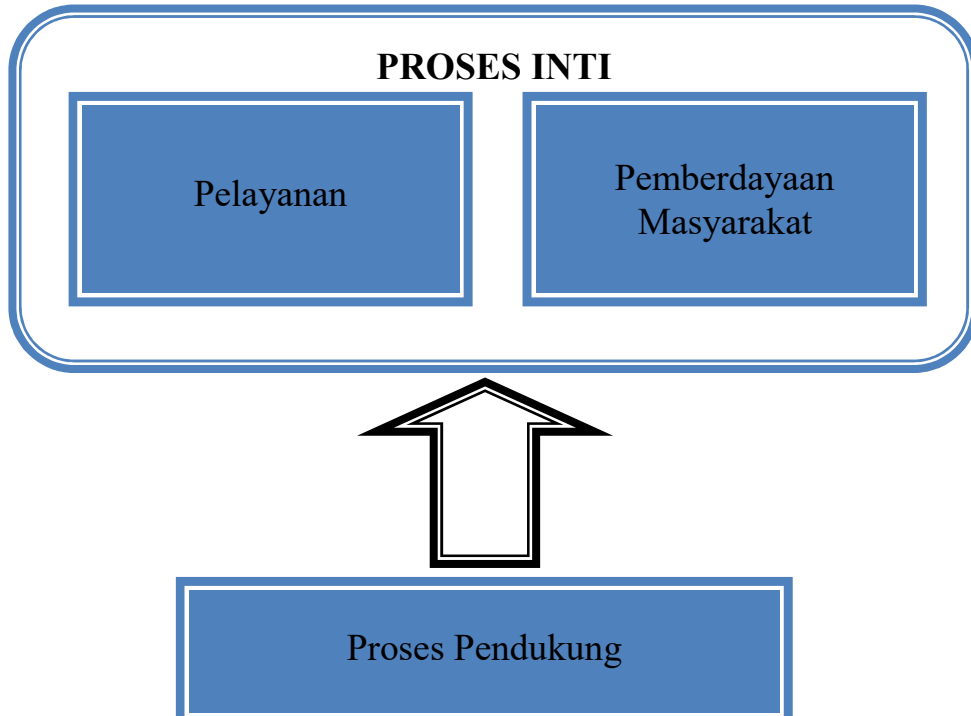 PROSES INTI
Pelayanan
Pemberdayaan
Masyarakat
Proses Pendukung